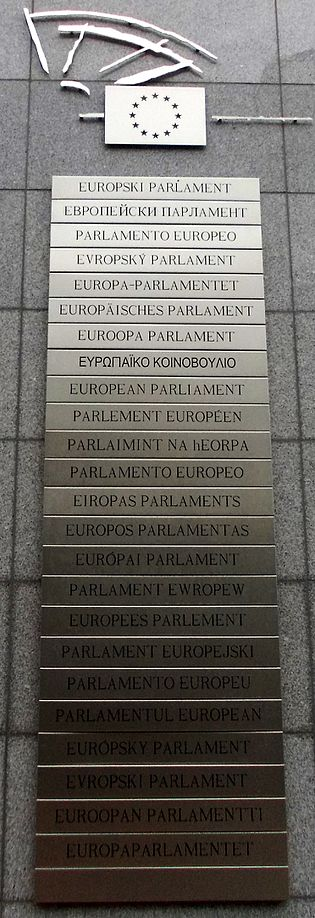 EUROPSKI PARLAMENT
ЕВРОПЕЙСКИ ПАРЛАМЕНТ
PARLAMENTO EUROPEO
EVROPSKÝ PARLAMENT
EUROPA-PARLAMENTET
EUROPÄISCHES PARLAMENT
EUROOPA PARLAMENT
ΕΥΡΩΠΑΪΚΟ ΚΟΙΝΟΒΟΥΛΙΟ
EUROPEAN PARLIAMENT
PARLEMENT EUROPÉEN
PARLAIMINT NA hEORPA
PARLAMENTO EUROPEO
EIROPAS PARLAMENTS
EUROPOS PARLAMENTAS
EURÓPAI PARLAMENT
PARLAMENT EWROPEW
EUROPEES PARLEMENT
PARLAMENT EUROPEJSKI
PARLAMENTO EUROPEU
PARLAMENTUL EUROPEAN
EURÓPSKY PARLAMENT
EVROPSKI PARLAMENT
EUROOPAN PARLAMENTTI
EUROPAPARLAMENTET